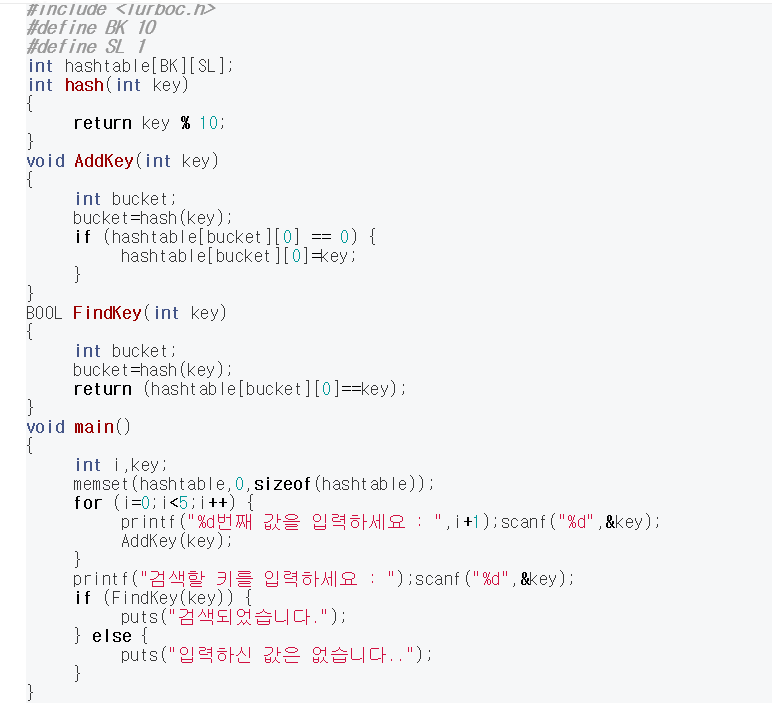 #include <Turboc.h>
#define BK 10
#define SL 1
int hashtable[BK][SL];
int hash(int key)
{
     return key % 10;
}
void AddKey(int key)
{
     int bucket;
     bucket=hash(key);
     if (hashtable[bucket][0] == 0) {
          hashtable[bucket][0]=key;
     }
}
BOOL FindKey(int key)
{
     int bucket;
     bucket=hash(key);
     return (hashtable[bucket][0]==key);
}
void main()
{
     int i,key;
     memset(hashtable,0,sizeof(hashtable));
     for (i=0;i<5;i++) {
          printf("%d번째 값을 입력하세요 : ",i+1);scanf("%d",&key);
          AddKey(key);
     }
     printf("검색할 키를 입력하세요 : ");scanf("%d",&key);
     if (FindKey(key)) {
          puts("검색되었습니다.");
     } else {
          puts("입력하신 값은 없습니다..");
     }
}